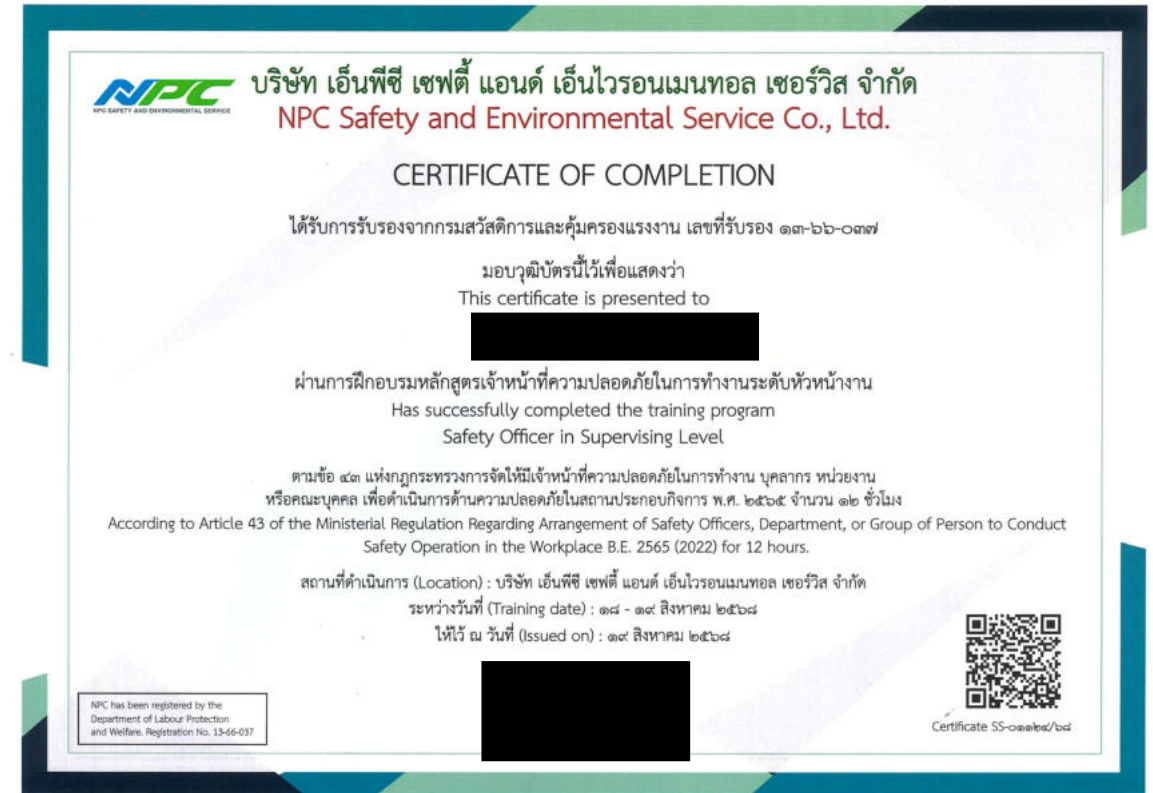 NPC
NPC SAFETY AND ENVIRONMENTAL SERVICE
บริษัท เอ็นพีซี เซฟตี้ แอนด์ เอ็นไวรอนเมนทอล เซอร์วิส จำกัด
NPC Safety and Environmental Service Co., Ltd.
CERTIFICATE OF COMPLETION
ได้รับการรับรองจากกรมสวัสดิการและคุ้มครองแรงงาน เลขที่รับรอง ๑๓-๖๖-๐๓๗
มอบวุฒิบัตรนี้ไว้เพื่อแสดงว่า
This certificate is presented to
ผ่านการฝึกอบรมหลักสูตรเจ้าหน้าที่ความปลอดภัยในการทำงานระดับหัวหน้างาน
Has successfully completed the training program
Safety Officer in Supervising Level
ตามข้อ ๔๓ แห่งกฎกระทรวงการจัดให้มีเจ้าหน้าที่ความปลอดภัยในการทำงาน บุคลากร หน่วยงาน
หรือคณะบุคคล เพื่อดำเนินการด้านความปลอดภัยในสถานประกอบกิจการ พ.ศ. ๒๕๖๕ จำนวน ๑๒ ชั่วโมง
According to Article 43 of the Ministerial Regulation Regarding Arrangement of Safety Officers, Department, or Group of Person to Conduct
Safety Operation in the Workplace B.E. 2565 (2022) for 12 hours.
สถานที่ดำเนินการ (Location) : บริษัท เอ็นพีซี เซฟตี้ แอนด์ เอ็นไวรอนเมนทอล เซอร์วิส จำกัด
ระหว่างวันที่ (Training date) : ๑๘ - ๑๙ สิงหาคม ๒๕๖๘
ให้ไว้ ณ วันที่ (Issued on) : ๑๙ สิงหาคม ๒๕๖๘
NPC has been registered by the
Department of Labour Protection
and Welfare. Registration No. 13-66-037
Certificate SS-๐๑๑๒๔/๖๘